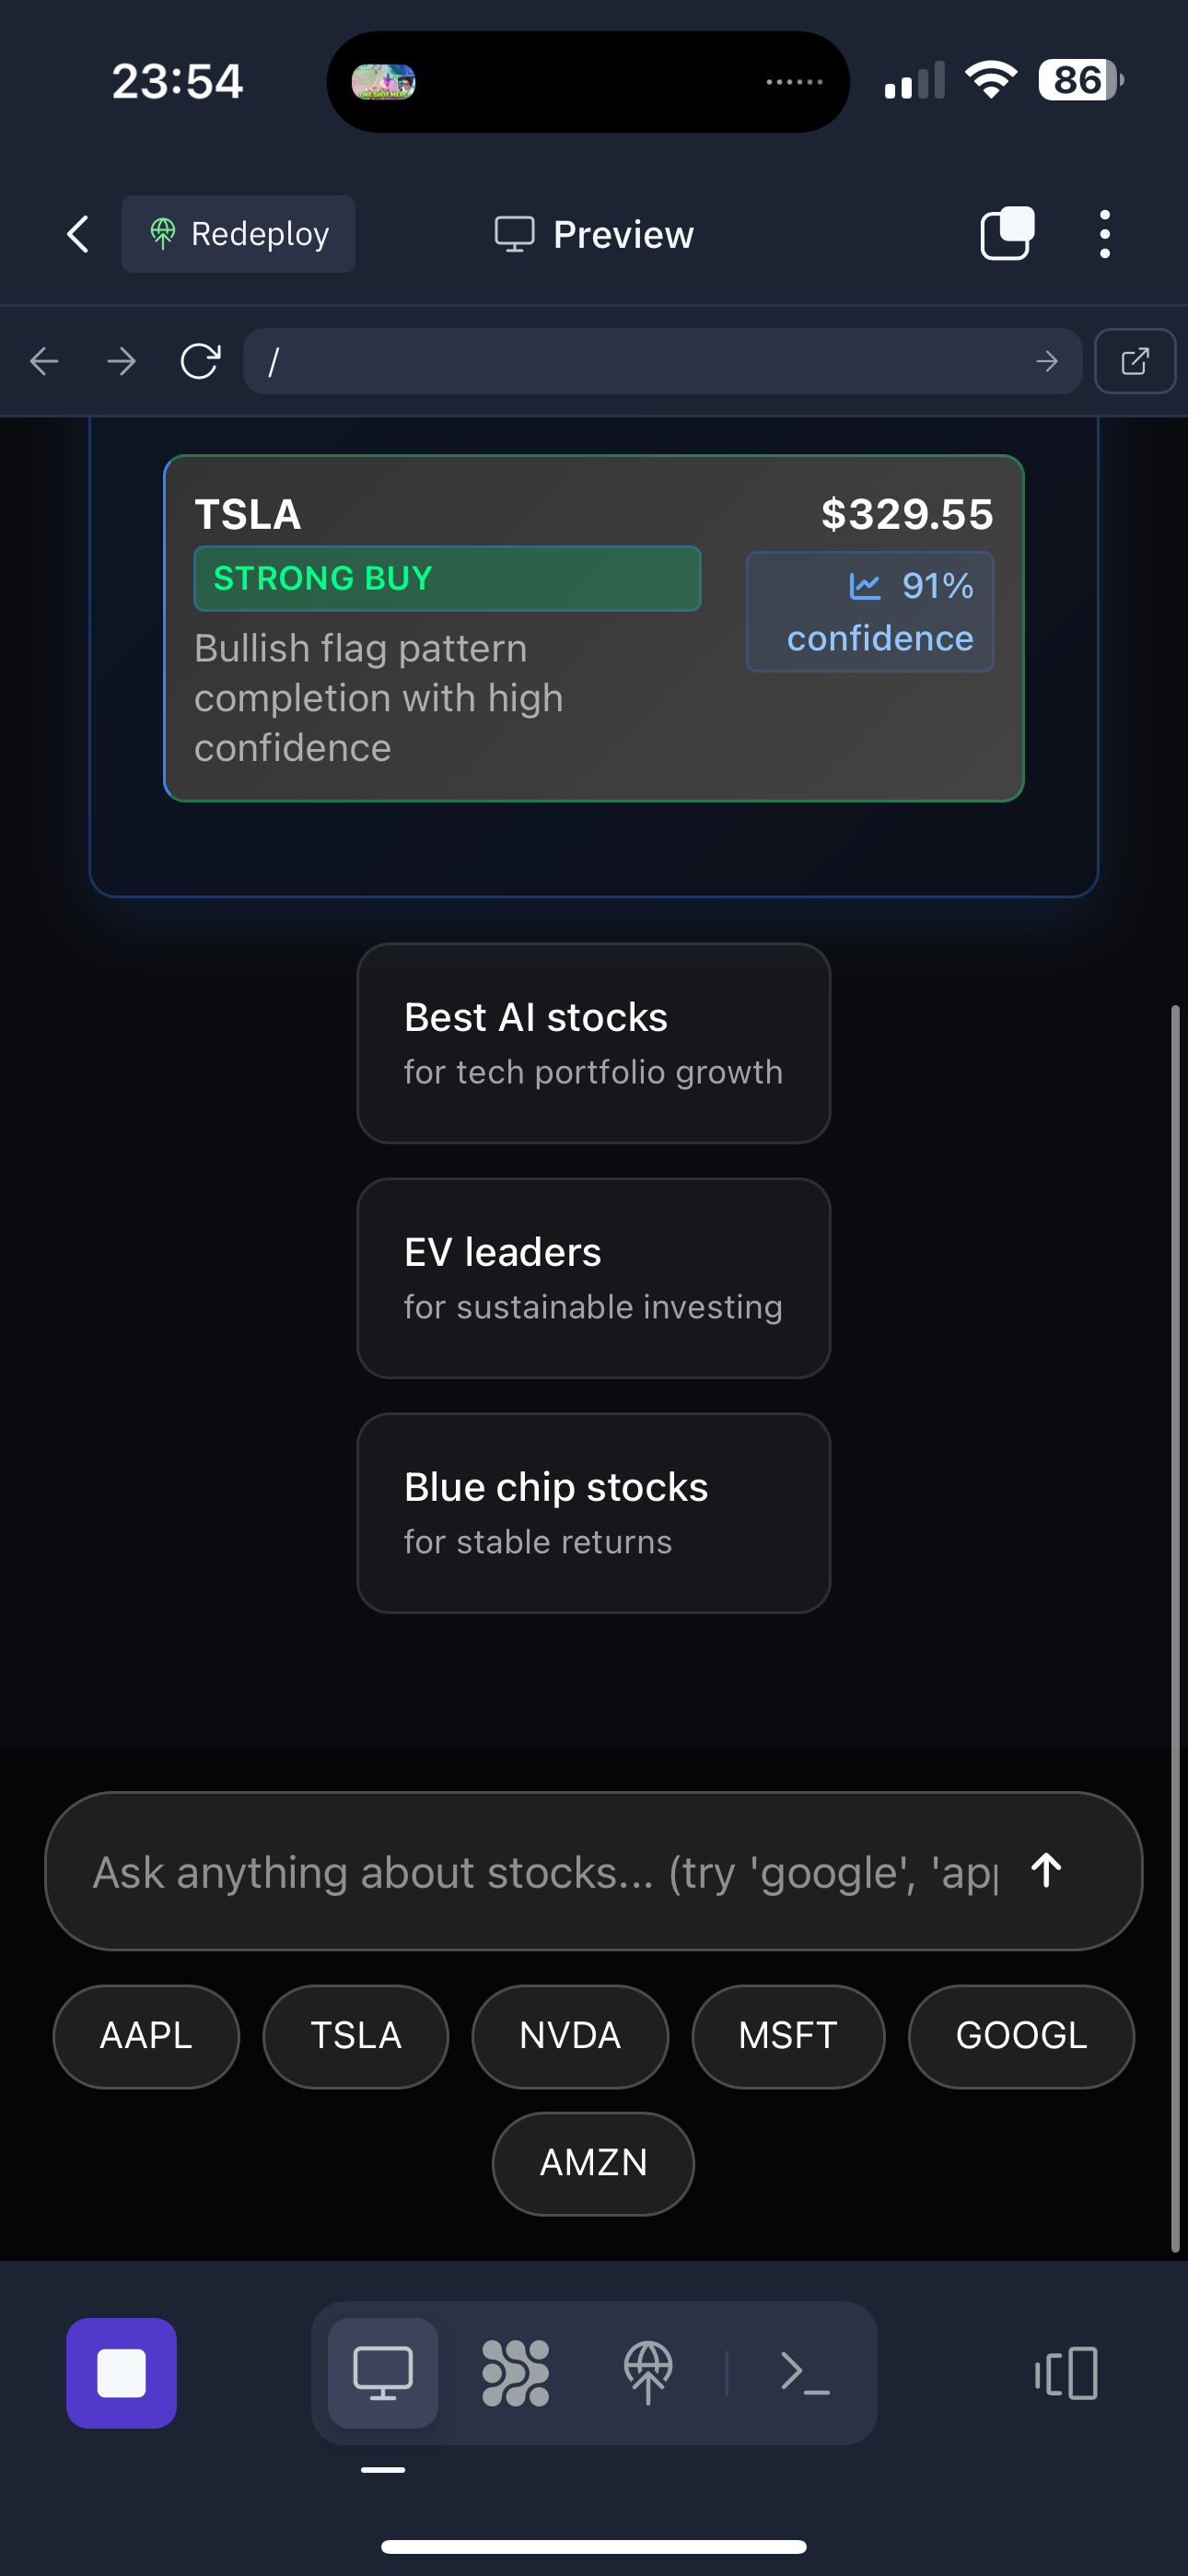 23:54
86
Redeploy
Preview
/
TSLA
$329.55
STRONG BUY
91%
confidence
Bullish flag pattern
completion with high
confidence
Best AI stocks
for tech portfolio growth
EV leaders
for sustainable investing
Blue chip stocks
for stable returns
Ask anything about stocks... (try 'google', 'app
AAPL
TSLA
NVDA
MSFT
GOOGL
AMZN